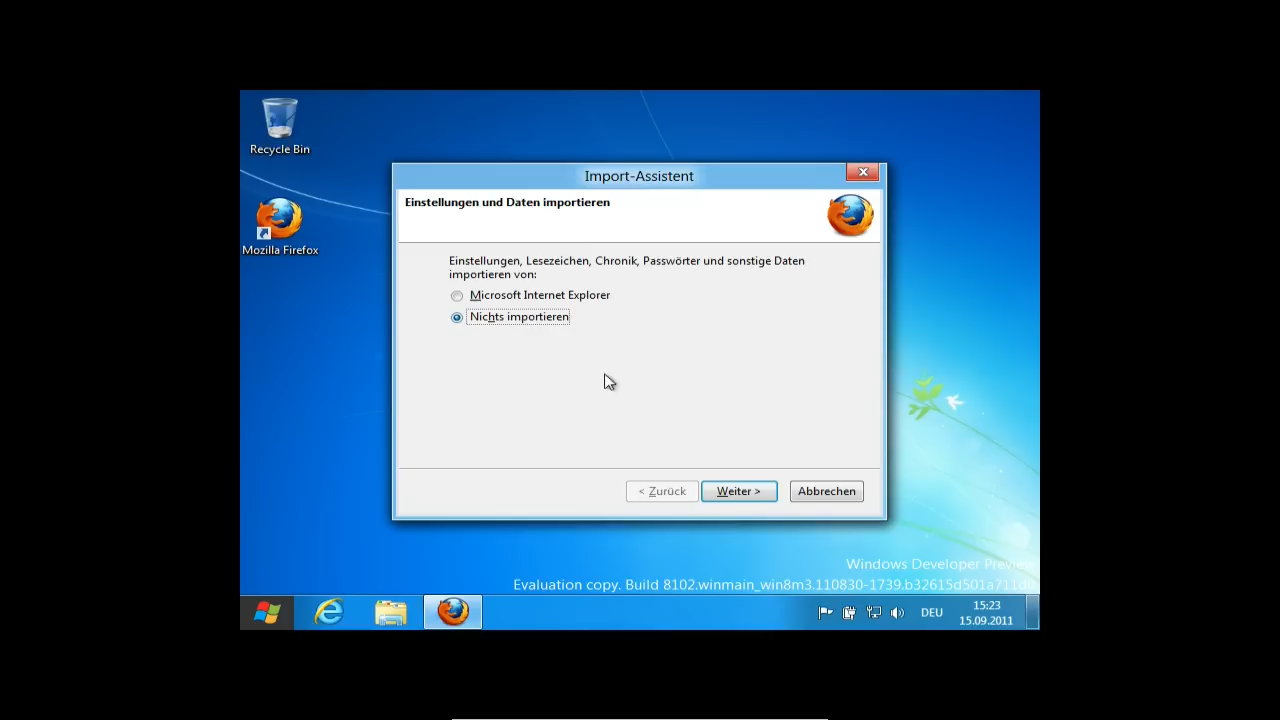 Recycle Bin
Mozilla Firefox
Import-Assistent
Einstellungen und Daten importieren
Einstellungen, Lesezeichen, Chronik, Passwörter und sonstige Daten
importieren von:
Microsoft Internet Explorer
Nichts importieren
< Zurück
Weiter >
Abbrechen
Windows Developer Preview
Evaluation copy. Build 8102.winmain_win8m3.110830-1739.b32615d501a711d0
DEU
15:23
15.09.2011